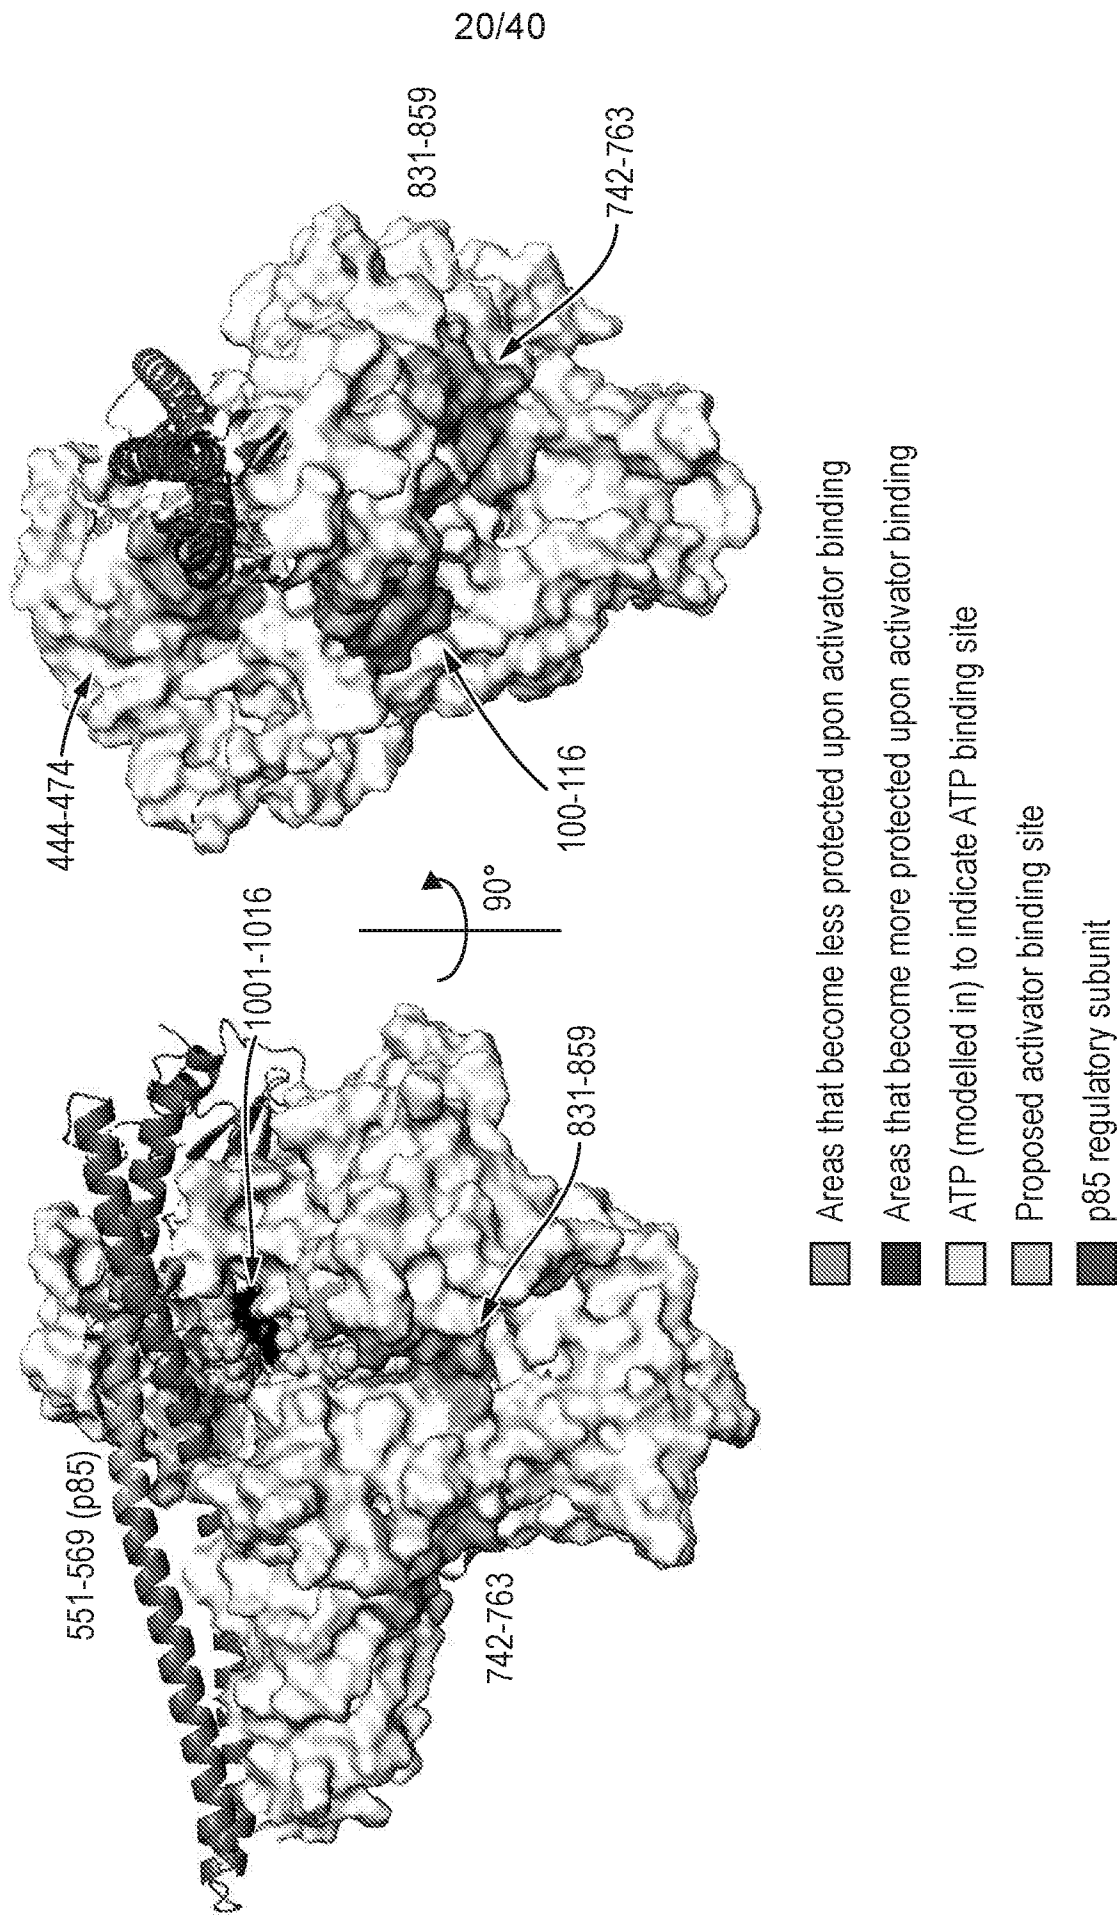 20/40
551-569 (p85)
1001-1016
742-763
831-859
90°
444-474
100-116
831-859
742-763
Areas that become less protected upon activator binding
Areas that become more protected upon activator binding
ATP (modelled in) to indicate ATP binding site
Proposed activator binding site
p85 regulatory subunit